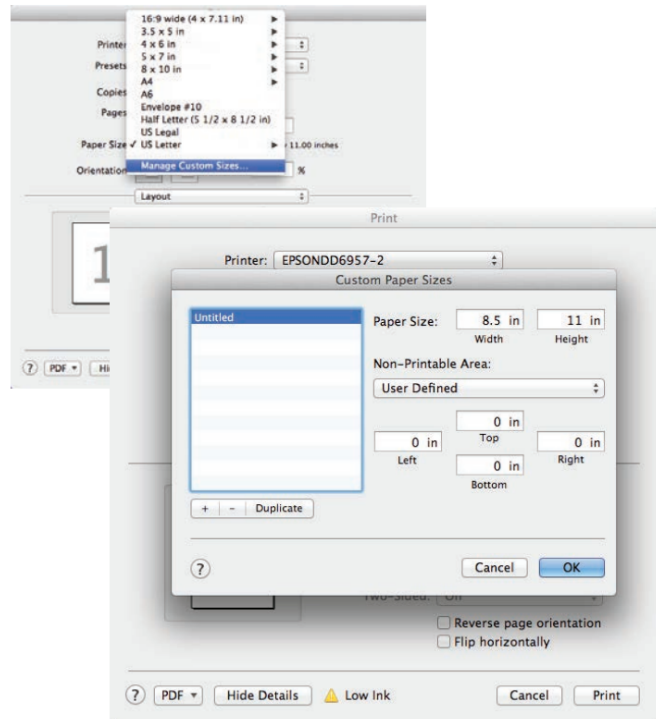 16:9 wide (4 x 7.11 in)
3.5 x 5 in
Printer 4 x 6 in
5 x 7 in
Presets 8 x 10 in
A4
Copies A6
Envelope #10
Pages Half Letter (5 1/2 x 8 1/2 in)
US Legal
Paper Size ✓ US Letter 11.00 inches
Orientation Manage Custom Sizes... %
Layout
1
? PDF Hi
Print
Printer: EPSONDD6957-2
Custom Paper Sizes
Untitled
Paper Size: 8.5 in 11 in
Width Height
Non-Printable Area:
User Defined
0 in
Top
0 in 0 in
Left Right
0 in
Bottom
+ - Duplicate
? Cancel OK
Two-Sided: Off
Reverse page orientation
Flip horizontally
? PDF Hide Details Low Ink Cancel Print